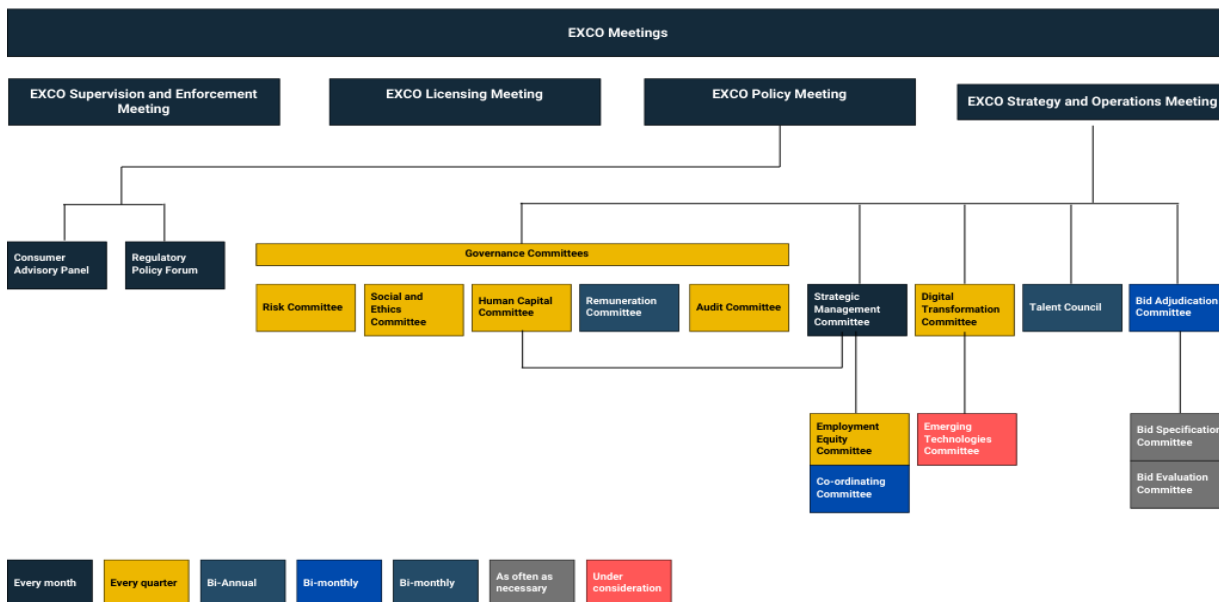 EXCO Meetings
EXCO Supervision and Enforcement
Meeting
EXCO Licensing Meeting
EXCO Policy Meeting
EXCO Strategy and Operations Meeting
Consumer
Advisory Panel
Regulatory
Policy Forum
Governance Committees
Risk Committee
Social and
Ethics
Committee
Human Capital
Committee
Remuneration
Committee
Audit Committee
Strategic
Management
Committee
Digital
Transformation
Committee
Talent Council
Bid Adjudication
Committee
Employment
Equity
Committee
Co-ordinating
Committee
Emerging
Technologies
Committee
Bid Specification
Committee
Bid Evaluation
Committee
Every month
Every quarter
Bi-Annual
Bi-monthly
Bi-monthly
As often as
necessary
Under
consideration